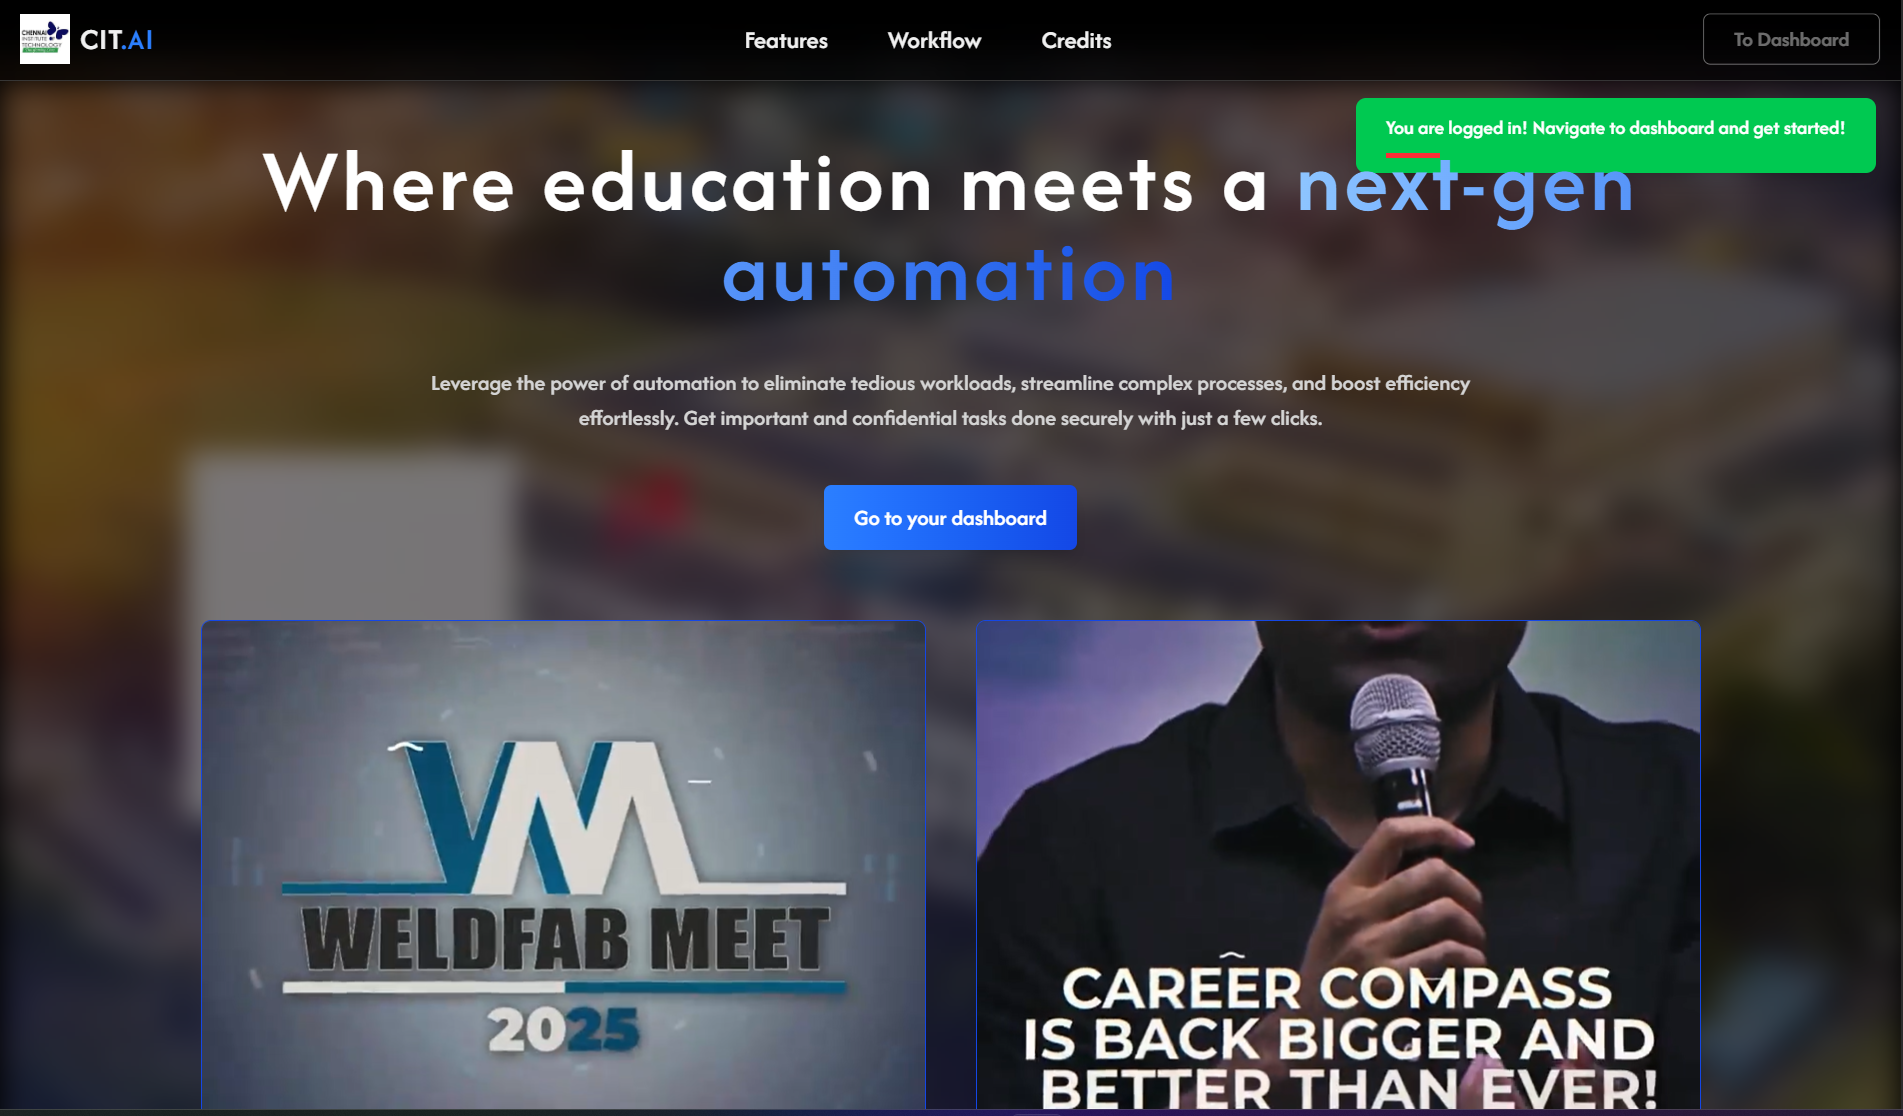 CHENNAI
INSTITUTE OF
TECHNOLOGY
CIT.AI
Features
Workflow
Credits
To Dashboard
You are logged in! Navigate to dashboard and get started!
Where education meets a next-gen
automation
Leverage the power of automation to eliminate tedious workloads, streamline complex processes, and boost efficiency
effortlessly. Get important and confidential tasks done securely with just a few clicks.
Go to your dashboard
WELDFAB MEET
2025
CAREER COMPASS
IS BACK BIGGER AND
BETTER THAN EVER!